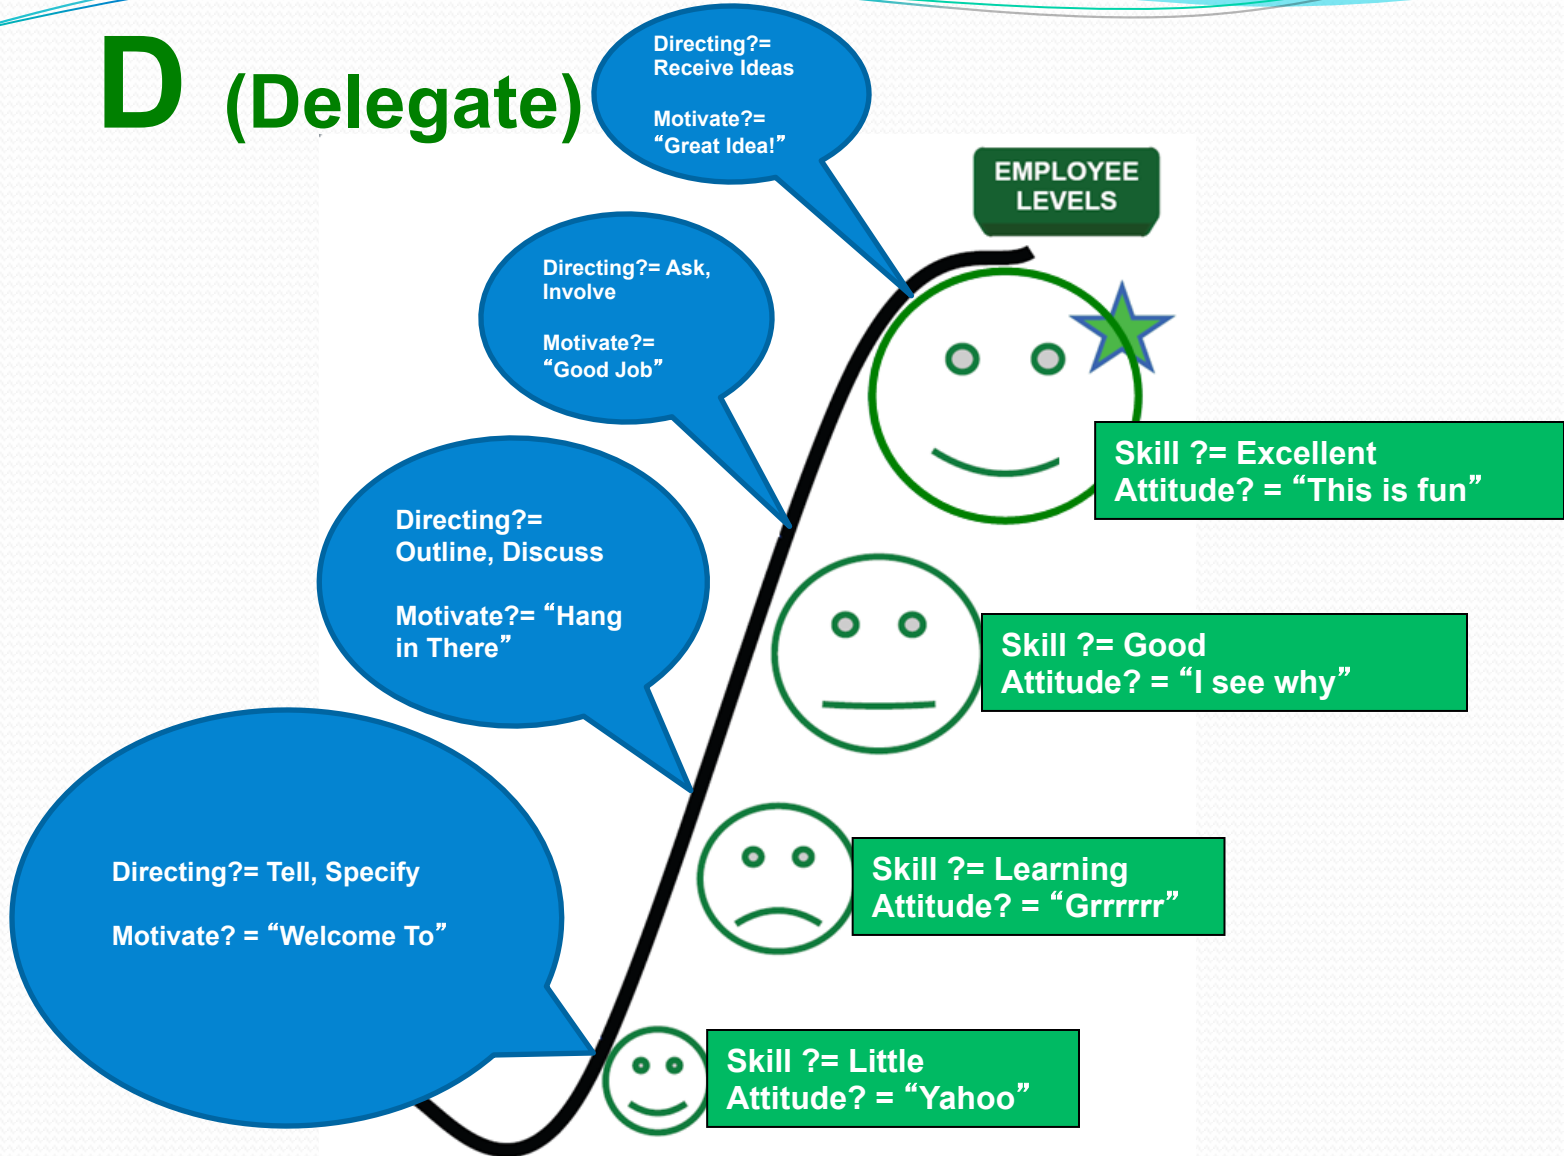 D (Delegate)
Directing?=
Receive Ideas
Motivate?=
“Great Idea!”
EMPLOYEE
LEVELS
Directing?= Ask,
Involve
Motivate?=
“Good Job”
Skill ?= Excellent
Attitude? = “This is fun”
Directing?=
Outline, Discuss
Motivate?= “Hang
in There”
Skill ?= Good
Attitude? = “I see why”
Directing?= Tell, Specify
Motivate? = “Welcome To”
Skill ?= Learning
Attitude? = “Grrrrrr”
Skill ?= Little
Attitude? = “Yahoo”